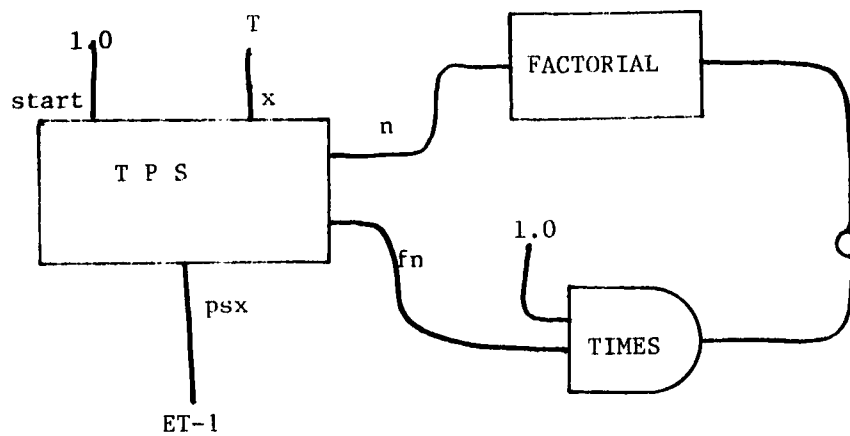 T
1.0
FACTORIAL
start
x
n
T P S
1.0
fn
psx
TIMES
ET-1